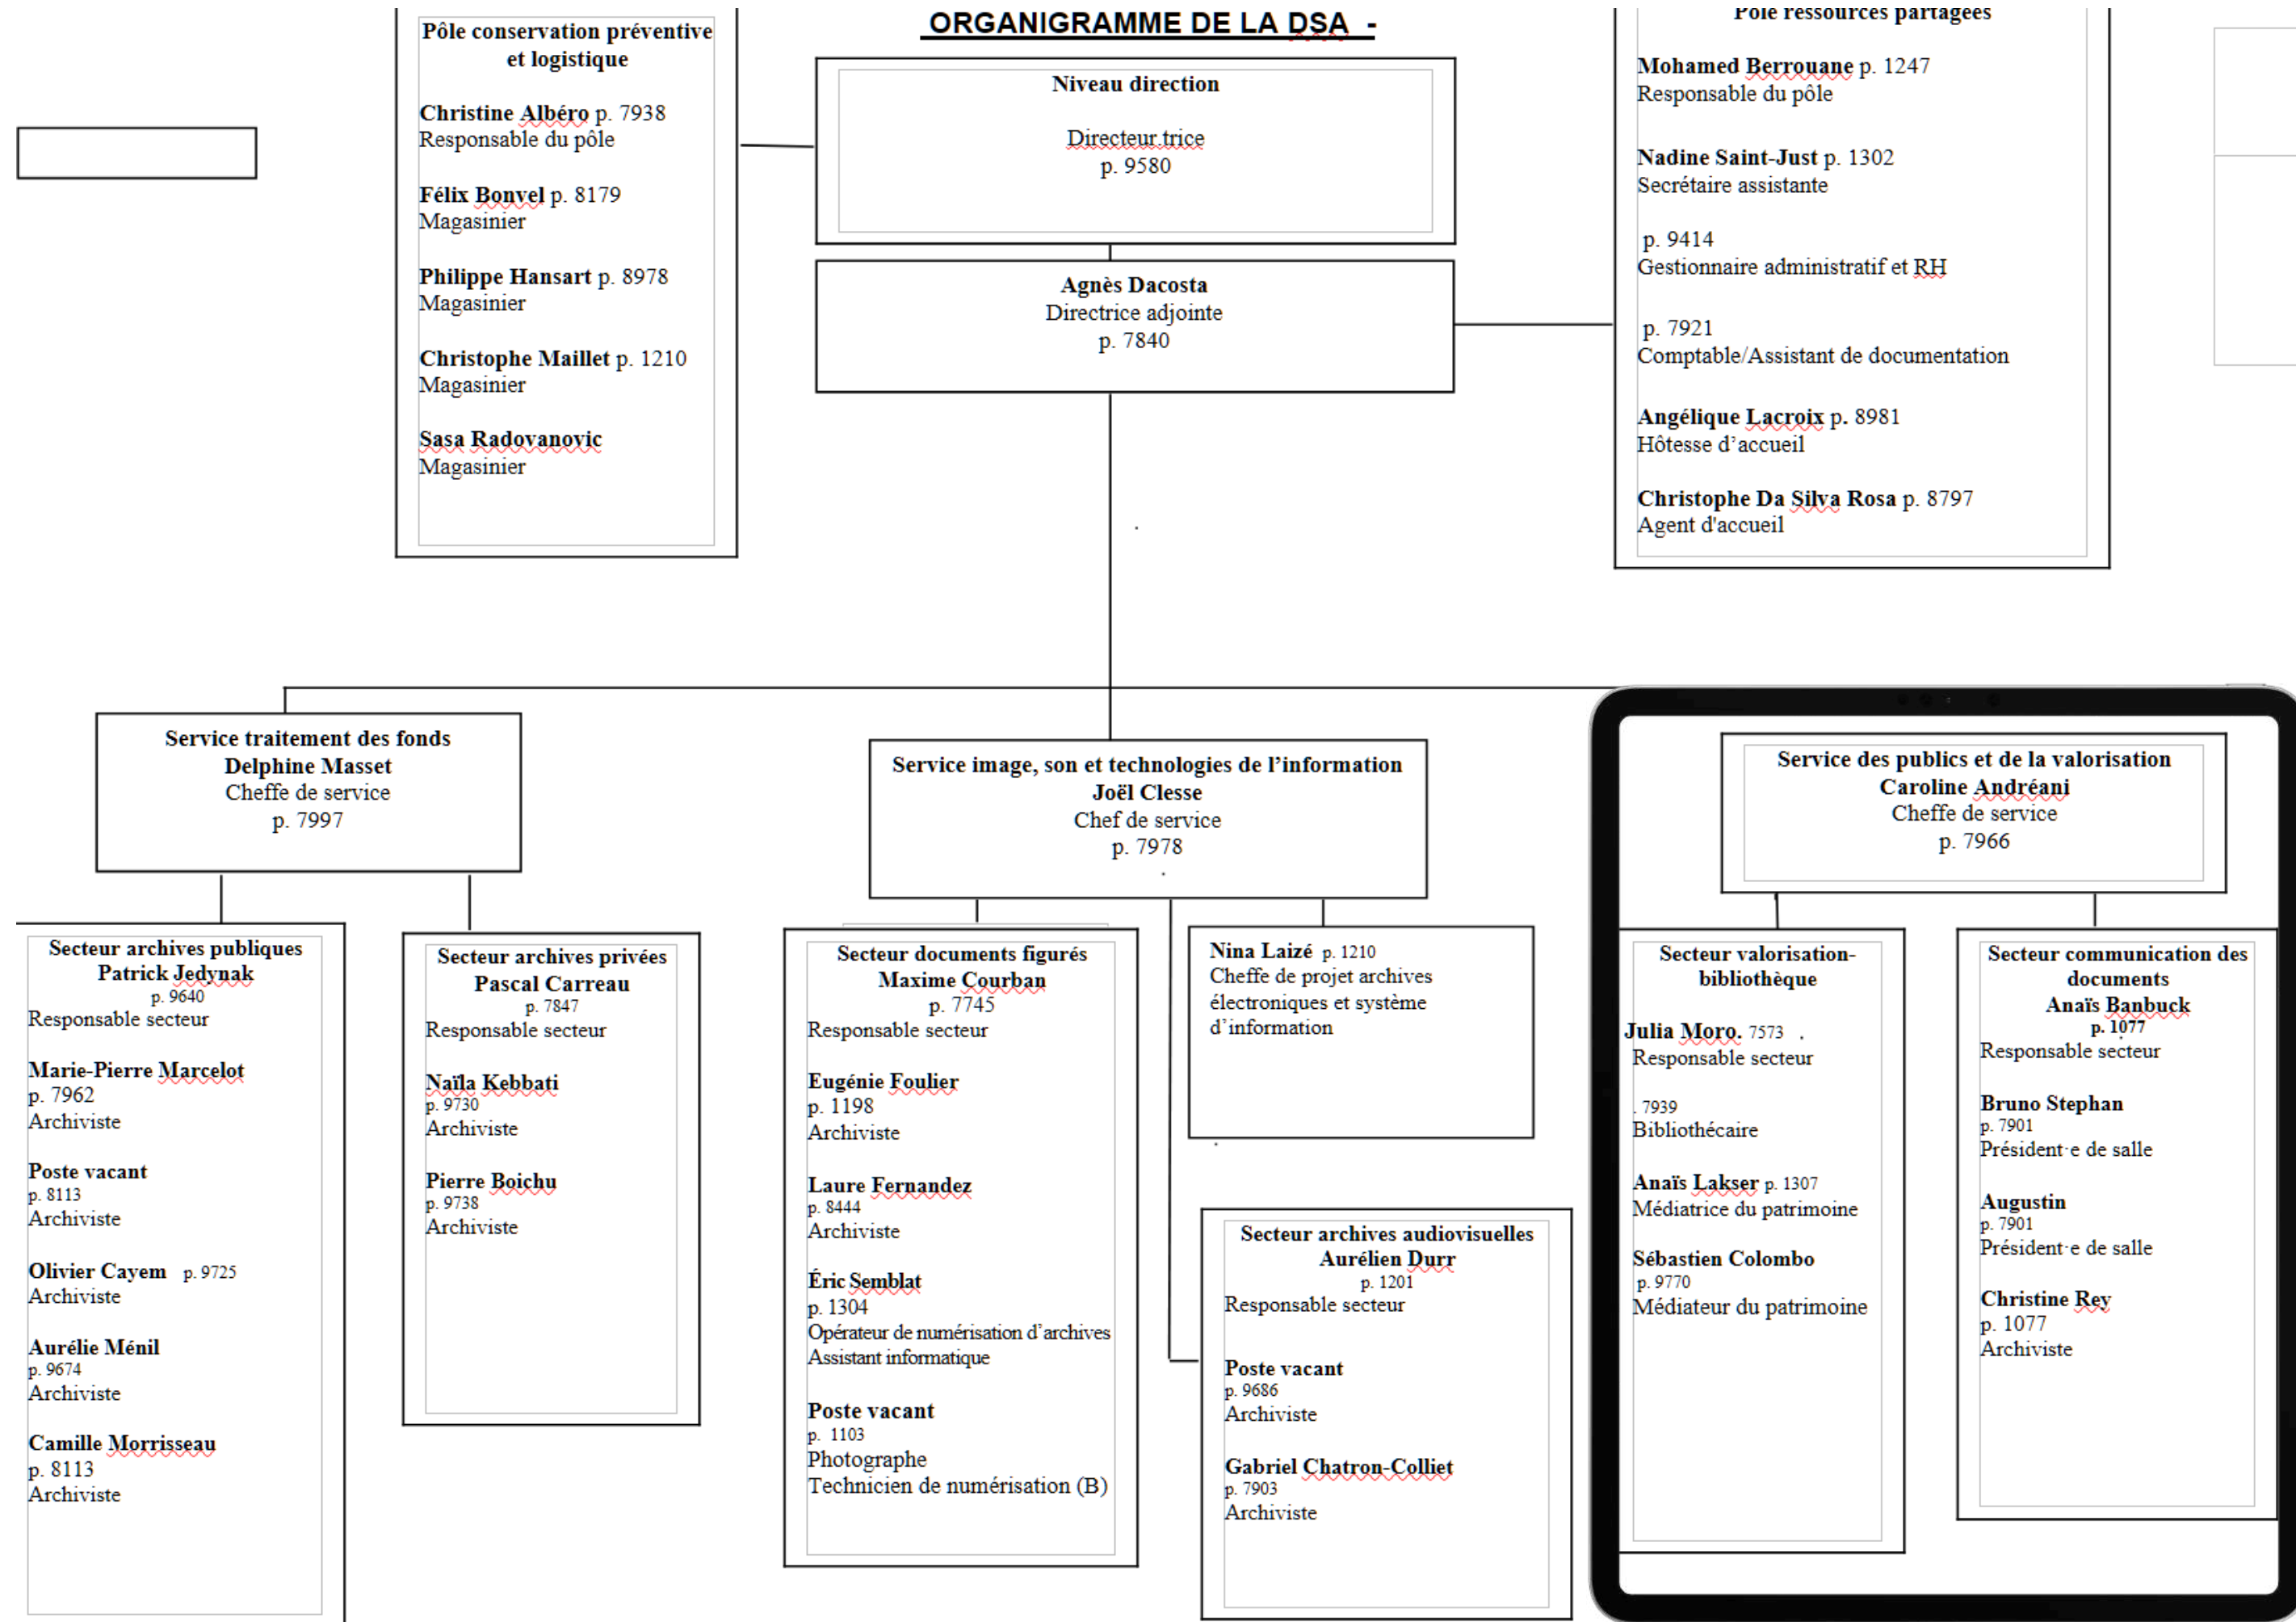 ORGANIGRAMME DE LA DSA -
Pôle conservation préventive
et logistique
Christine Albéro p. 7938
Responsable du pôle
Félix Bonvel p. 8179
Magasinier
Philippe Hansart p. 8978
Magasinier
Christophe Maillet p. 1210
Magasinier
Sasa Radovanovic
Magasinier
Niveau direction
Directeur.trice
p. 9580
Agnès Dacosta
Directrice adjointe
p. 7840
Pôle ressources partagées
Mohamed Berrouane p. 1247
Responsable du pôle
Nadine Saint-Just p. 1302
Secrétaire assistante
p. 9414
Gestionnaire administratif et RH
p. 7921
Comptable/Assistant de documentation
Angélique Lacroix p. 8981
Hôtesse d’accueil
Christophe Da Silva Rosa p. 8797
Agent d'accueil
Service traitement des fonds
Delphine Masset
Cheffe de service
p. 7997
Secteur archives publiques
Patrick Jedynak
p. 9640
Responsable secteur
Marie-Pierre Marcelot
p. 7962
Archiviste
Poste vacant
p. 8113
Archiviste
Olivier Cayem p. 9725
Archiviste
Aurélie Ménil
p. 9674
Archiviste
Camille Morrisseau
p. 8113
Archiviste
Secteur archives privées
Pascal Carreau
p. 7847
Responsable secteur
Naïla Kebbati
p. 9730
Archiviste
Pierre Boichu
p. 9738
Archiviste
Service image, son et technologies de l’information
Joël Clesse
Chef de service
p. 7978
Secteur documents figurés
Maxime Courban
p. 7745
Responsable secteur
Eugénie Foulier
p. 1198
Archiviste
Laure Fernandez
p. 8444
Archiviste
Éric Semblat
p. 1304
Opérateur de numérisation d’archives
Assistant informatique
Poste vacant
p. 1103
Photographe
Technicien de numérisation (B)
Nina Laizé p. 1210
Cheffe de projet archives
électroniques et système
d’information
Secteur archives audiovisuelles
Aurélien Durr
p. 1201
Responsable secteur
Poste vacant
p. 9686
Archiviste
Gabriel Chatron-Colliet
p. 7903
Archiviste
Service des publics et de la valorisation
Caroline Andréani
Cheffe de service
p. 7966
Secteur valorisation-
bibliothèque
Julia Moro. 7573 .
Responsable secteur
. 7939
Bibliothécaire
Anaïs Lakser p. 1307
Médiatrice du patrimoine
Sébastien Colombo
p. 9770
Médiateur du patrimoine
Secteur communication des
documents
Anaïs Banbuck
p. 1077
Responsable secteur
Bruno Stephan
p. 7901
Président·e de salle
Augustin
p. 7901
Président·e de salle
Christine Rey
p. 1077
Archiviste